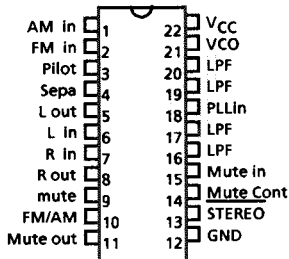 AM in 1 22 VCC
FM in 2 21 VCO
Pilot 3 20 LPF
Sepa 4 19 LPF
L out 5 18 PLLin
L in 6 17 LPF
R in 7 16 LPF
R out 8 15 Mute in
mute 9 14 Mute Cont
FM/AM 10 13 STEREO
Mute out 11 12 GND